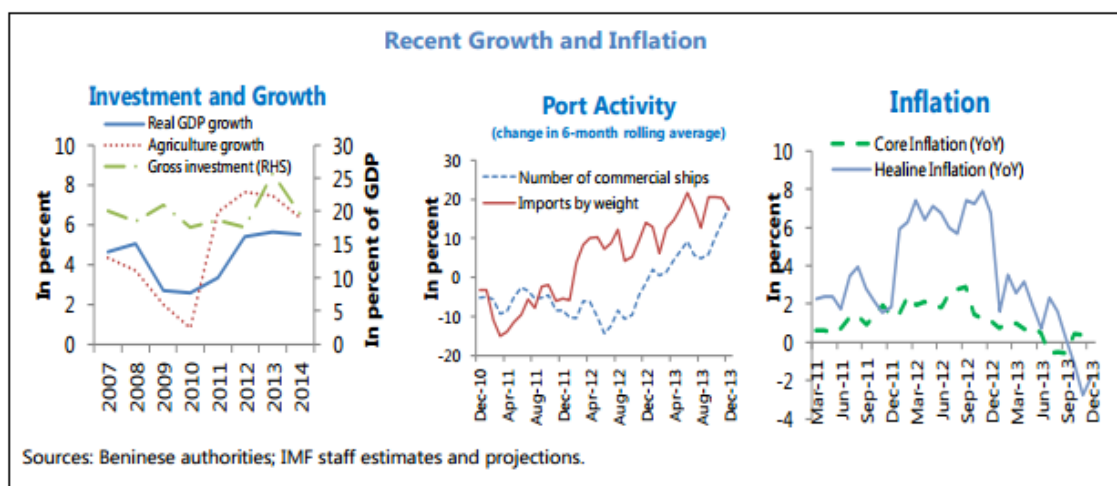 Recent Growth and Inflation
Investment and Growth
Real GDP growth
Agriculture growth
Gross investment (RHS)
In percent
10
8
6
4
2
0
In percent of GDP
30
25
20
15
10
5
0
2007
2008
2009
2010
2011
2012
2013
2014
Port Activity
(change in 6-month rolling average)
Number of commercial ships
Imports by weight
In percent
30
20
10
0
-10
-20
Dec-10
Apr-11
Aug-11
Dec-11
Apr-12
Aug-12
Dec-12
Apr-13
Aug-13
Dec-13
Inflation
Core Inflation (YoY)
Healine Inflation (YoY)
In percent
10
8
6
4
2
0
-2
-4
Mar-11
Jun-11
Sep-11
Dec-11
Mar-12
Jun-12
Sep-12
Dec-12
Mar-13
Jun-13
Sep-13
Dec-13
Sources: Beninese authorities; IMF staff estimates and projections.